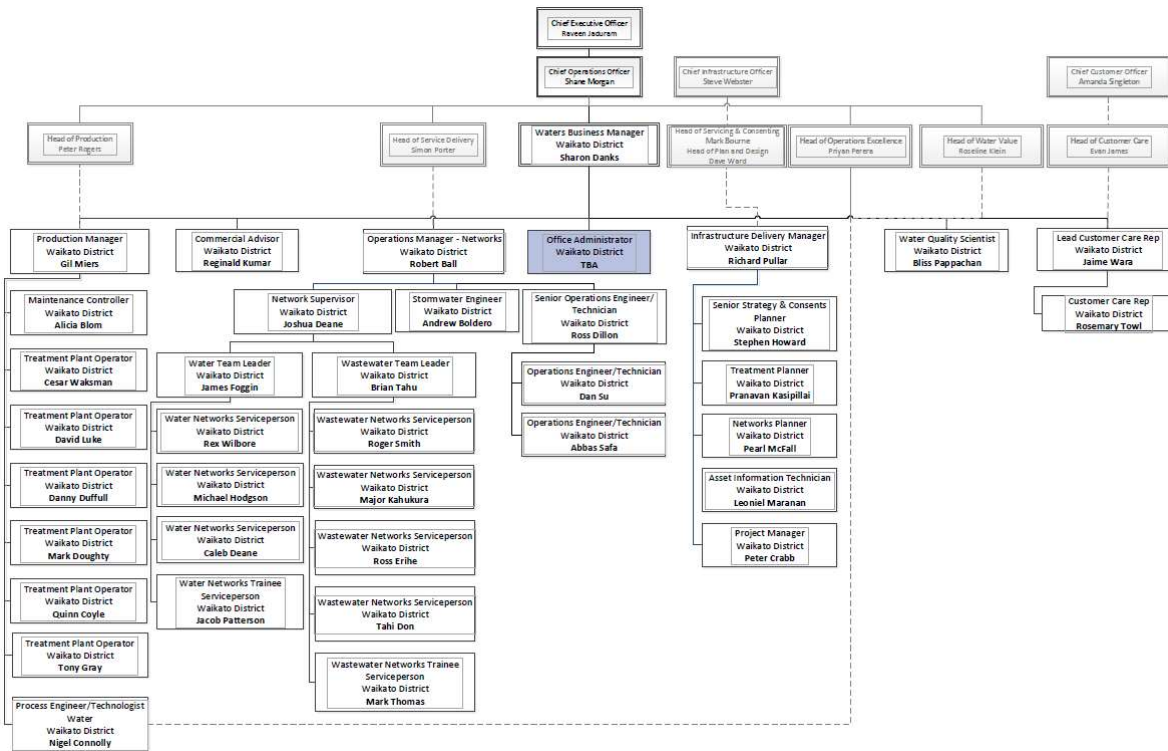 Chief Executive Officer
Raveen Jaduram
Chief Operations Officer
Shane Morgan
Chief Infrastructure Officer
Steve Webster
Chief Customer Officer
Amanda Singleton
Head of Production
Peter Rogers
Head of Service Delivery
Simon Porter
Waters Business Manager
Waikato District
Sharon Danks
Head of Servicing & Consenting
Mark Bourne
Head of Plan and Design
Dave Ward
Head of Operations Excellence
Priyan Perera
Head of Water Value
Roseline Klein
Head of Customer Care
Evan James
Production Manager
Waikato District
Gil Miers
Commercial Advisor
Waikato District
Reginald Kumar
Operations Manager - Networks
Waikato District
Robert Ball
Office Administrator
Waikato District
TBA
Infrastructure Delivery Manager
Waikato District
Richard Pullar
Water Quality Scientist
Waikato District
Bliss Pappachan
Lead Customer Care Rep
Waikato District
Jaime Wara
Maintenance Controller
Waikato District
Alicia Blom
Treatment Plant Operator
Waikato District
Cesar Waksman
Treatment Plant Operator
Waikato District
David Luke
Treatment Plant Operator
Waikato District
Danny Duffull
Treatment Plant Operator
Waikato District
Mark Doughty
Treatment Plant Operator
Waikato District
Quinn Coyle
Treatment Plant Operator
Waikato District
Tony Gray
Process Engineer/Technologist
Water
Waikato District
Nigel Connolly
Network Supervisor
Waikato District
Joshua Deane
Stormwater Engineer
Waikato District
Andrew Boldero
Senior Operations Engineer/
Technician
Waikato District
Ross Dillon
Water Team Leader
Waikato District
James Foggin
Wastewater Team Leader
Waikato District
Brian Tahu
Water Networks Serviceperson
Waikato District
Rex Wilbore
Water Networks Serviceperson
Waikato District
Michael Hodgson
Water Networks Serviceperson
Waikato District
Caleb Deane
Water Networks Trainee
Serviceperson
Waikato District
Jacob Patterson
Wastewater Networks Serviceperson
Waikato District
Roger Smith
Wastewater Networks Serviceperson
Waikato District
Major Kahukura
Wastewater Networks Serviceperson
Waikato District
Ross Erihe
Wastewater Networks Serviceperson
Waikato District
Tahi Don
Wastewater Networks Trainee
Serviceperson
Waikato District
Mark Thomas
Operations Engineer/Technician
Waikato District
Dan Su
Operations Engineer/Technician
Waikato District
Abbas Safa
Senior Strategy & Consents
Planner
Waikato District
Stephen Howard
Treatment Planner
Waikato District
Pranavan Kasipillai
Networks Planner
Waikato District
Pearl McFall
Asset Information Technician
Waikato District
Leoniel Maranan
Project Manager
Waikato District
Peter Crabb
Customer Care Rep
Waikato District
Rosemary Towl